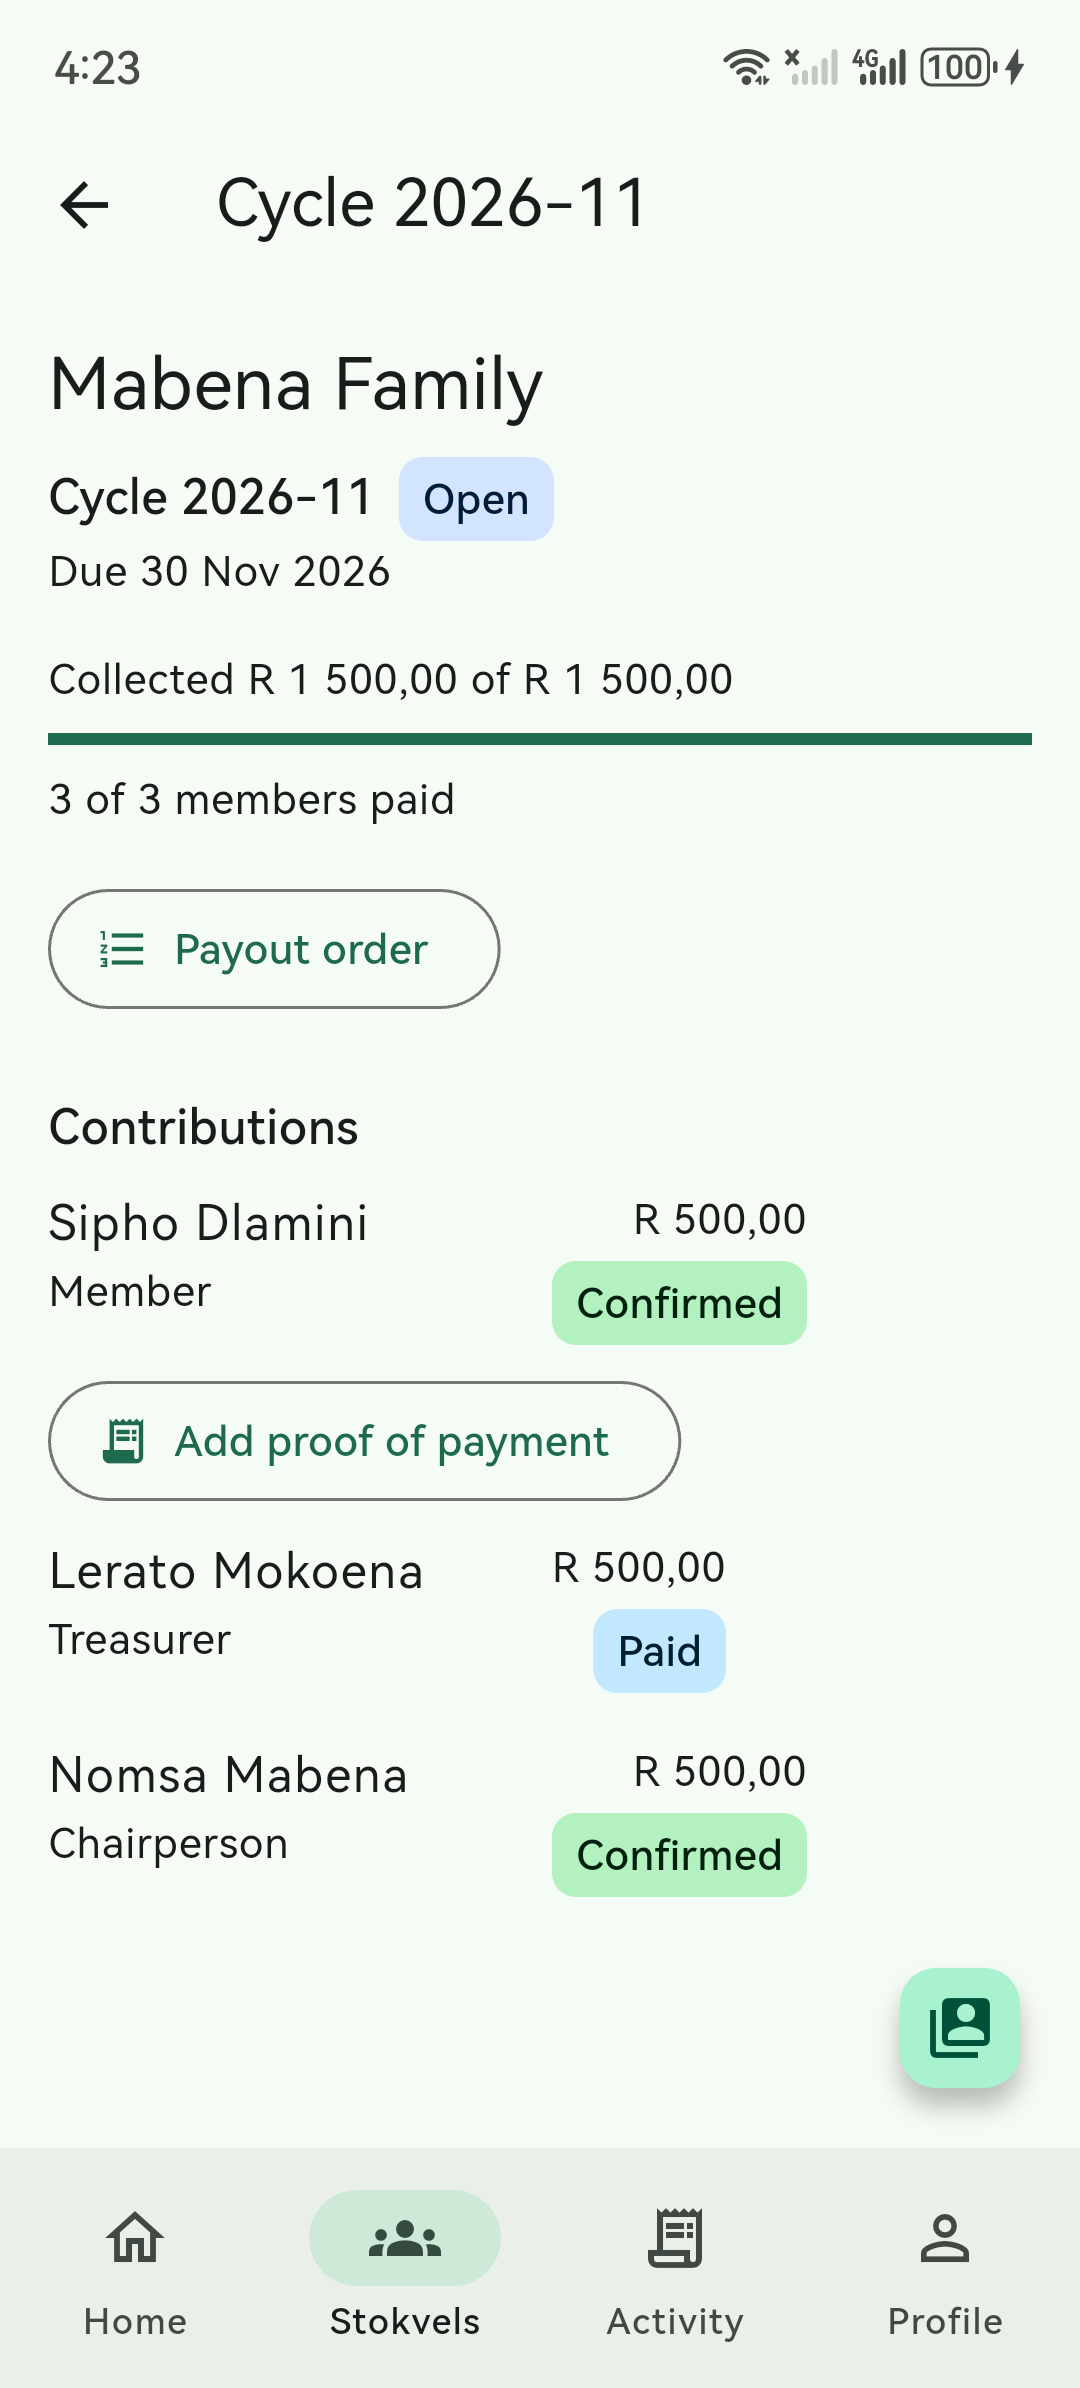 4:23
4G
100
Cycle 2026-11
Mabena Family
Cycle 2026-11 Open
Due 30 Nov 2026
Collected R 1 500,00 of R 1 500,00
3 of 3 members paid
Payout order
Contributions
Sipho Dlamini R 500,00
Member Confirmed
Add proof of payment
Lerato Mokoena R 500,00
Treasurer Paid
Nomsa Mabena R 500,00
Chairperson Confirmed
Home Stokvels Activity Profile